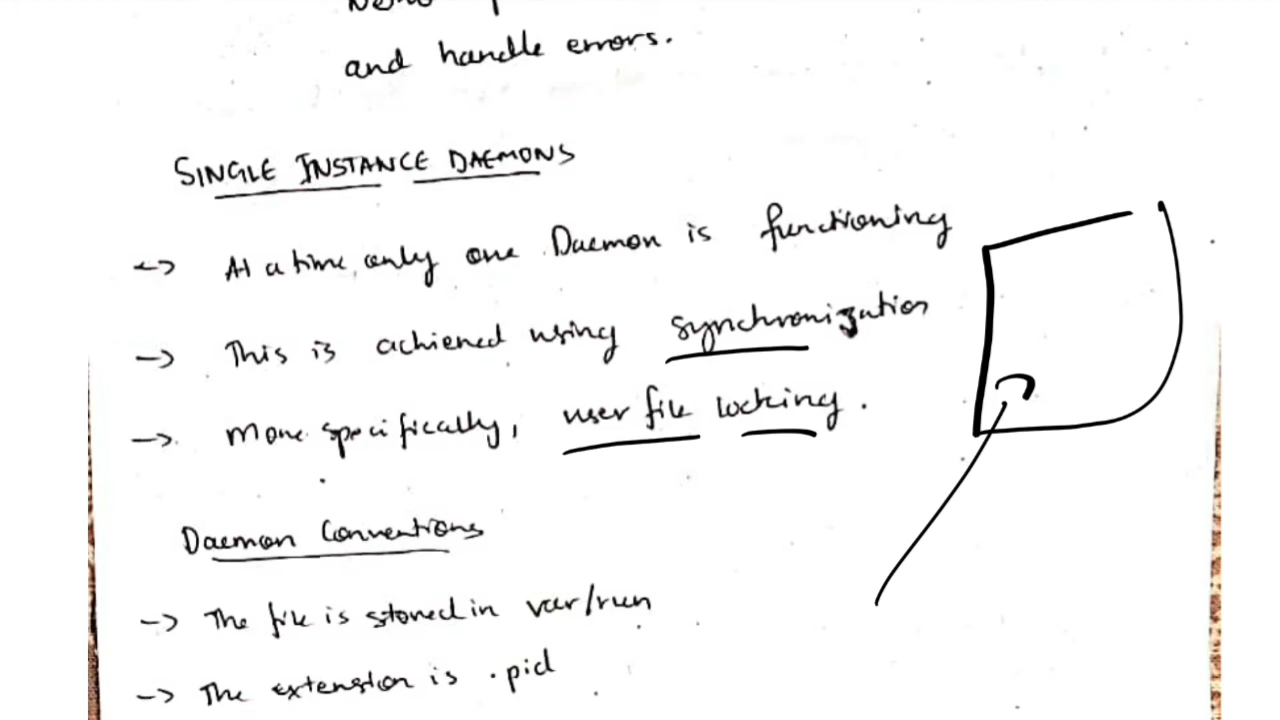 and handle errors.
SINGLE INSTANCE DAEMONS
<-> At a time, only one Daemon is functioning
-> This is achieved using synchronization
-> More specifically, user file locking.
Daemon Conventions
-> The file is stored in var/run
-> The extension is .pid